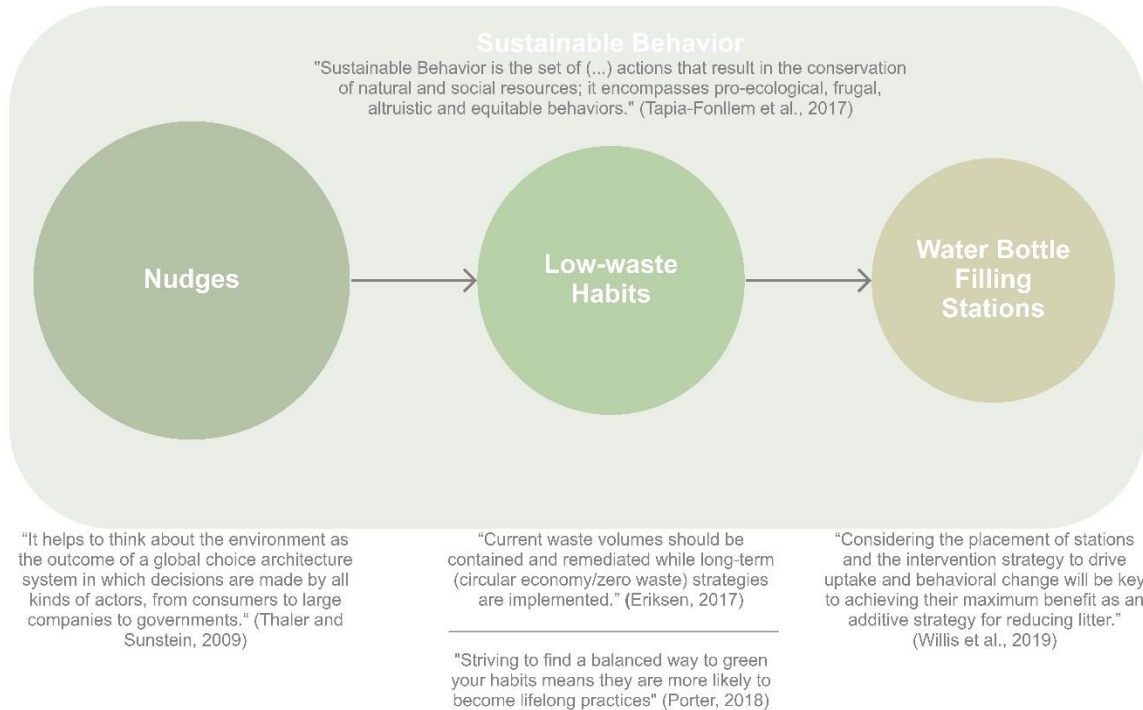 Sustainable Behavior
"Sustainable Behavior is the set of (...) actions that result in the conservation
of natural and social resources; it encompasses pro-ecological, frugal,
altruistic and equitable behaviors." (Tapia-Fonllem et al., 2017)
Nudges
Low-waste
Habits
Water Bottle
Filling
Stations
“It helps to think about the environment as
the outcome of a global choice architecture
system in which decisions are made by all
kinds of actors, from consumers to large
companies to governments.“ (Thaler and
Sunstein, 2009)
“Current waste volumes should be
contained and remediated while long-term
(circular economy/zero waste) strategies
are implemented.” (Eriksen, 2017)
"Striving to find a balanced way to green
your habits means they are more likely to
become lifelong practices" (Porter, 2018)
“Considering the placement of stations
and the intervention strategy to drive
uptake and behavioral change will be key
to achieving their maximum benefit as an
additive strategy for reducing litter.”
(Willis et al., 2019)